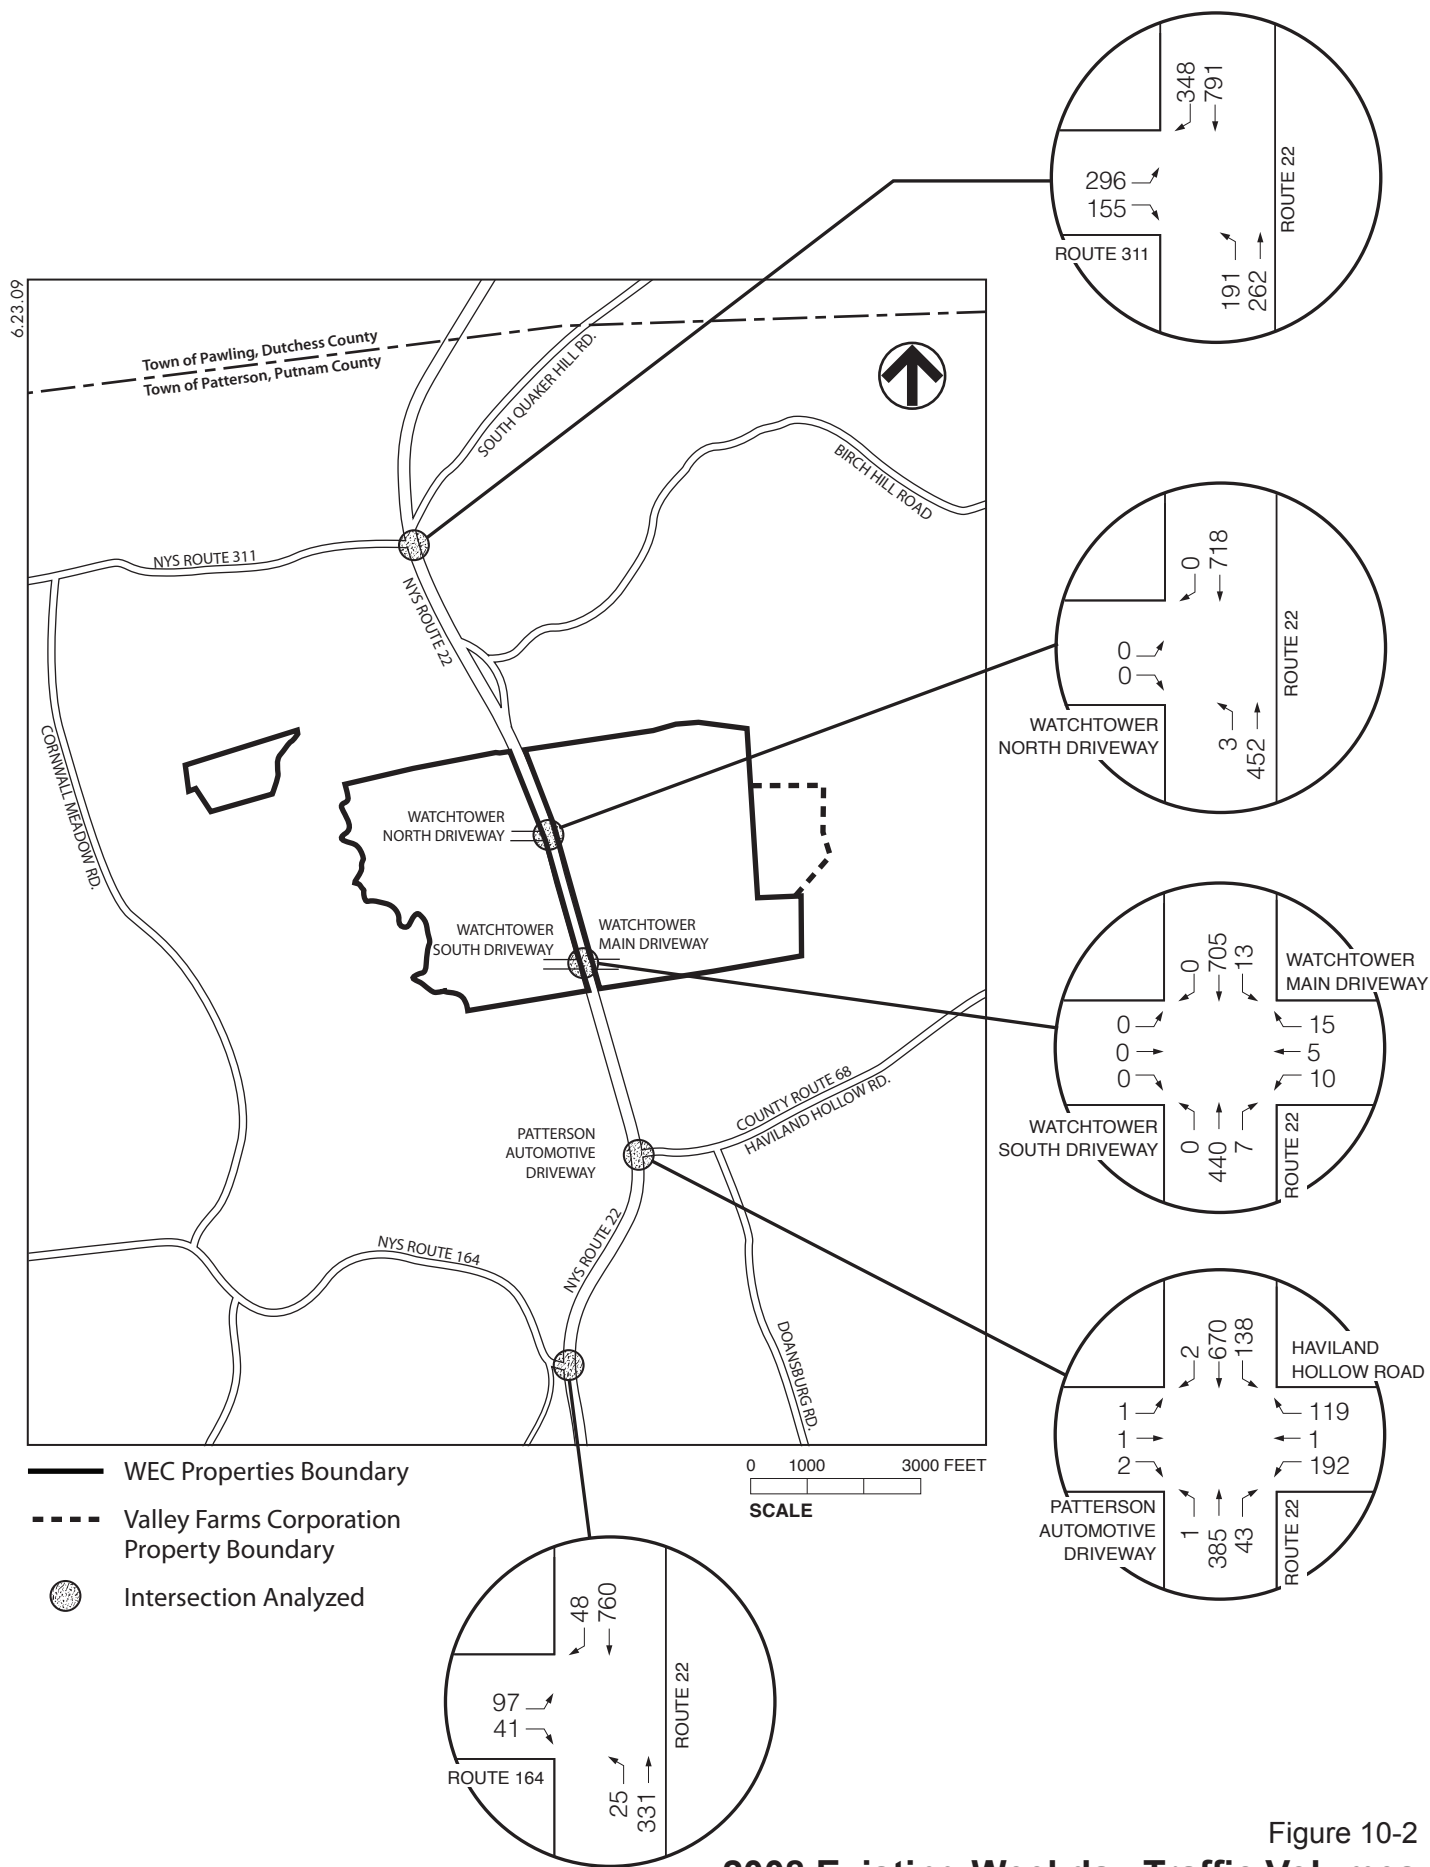 348
791
296
155
ROUTE 311
191
262
ROUTE 22
6.23.09
Town of Pawling, Dutchess County
Town of Patterson, Putnam County
SOUTH QUAKER HILL RD.
BIRCH HILL ROAD
NYS ROUTE 311
NYS ROUTE 22
CORNWALL MEADOW RD.
0
718
0
0
WATCHTOWER
NORTH DRIVEWAY
3
452
ROUTE 22
WATCHTOWER
NORTH DRIVEWAY
WATCHTOWER
SOUTH DRIVEWAY
WATCHTOWER
MAIN DRIVEWAY
0
705
13
WATCHTOWER
MAIN DRIVEWAY
0
0
0
15
5
10
WATCHTOWER
SOUTH DRIVEWAY
0
440
7
ROUTE 22
COUNTY ROUTE 68
HAVILAND HOLLOW RD.
PATTERSON
AUTOMOTIVE
DRIVEWAY
NYS ROUTE 22
NYS ROUTE 164
DOANSBURG RD.
2
670
138
HAVILAND
HOLLOW ROAD
1
1
2
119
1
192
PATTERSON
AUTOMOTIVE
DRIVEWAY
1
385
43
ROUTE 22
WEC Properties Boundary
Valley Farms Corporation
Property Boundary
Intersection Analyzed
0 1000 3000 FEET
SCALE
48
760
97
41
ROUTE 164
25
331
ROUTE 22
Figure 10-2